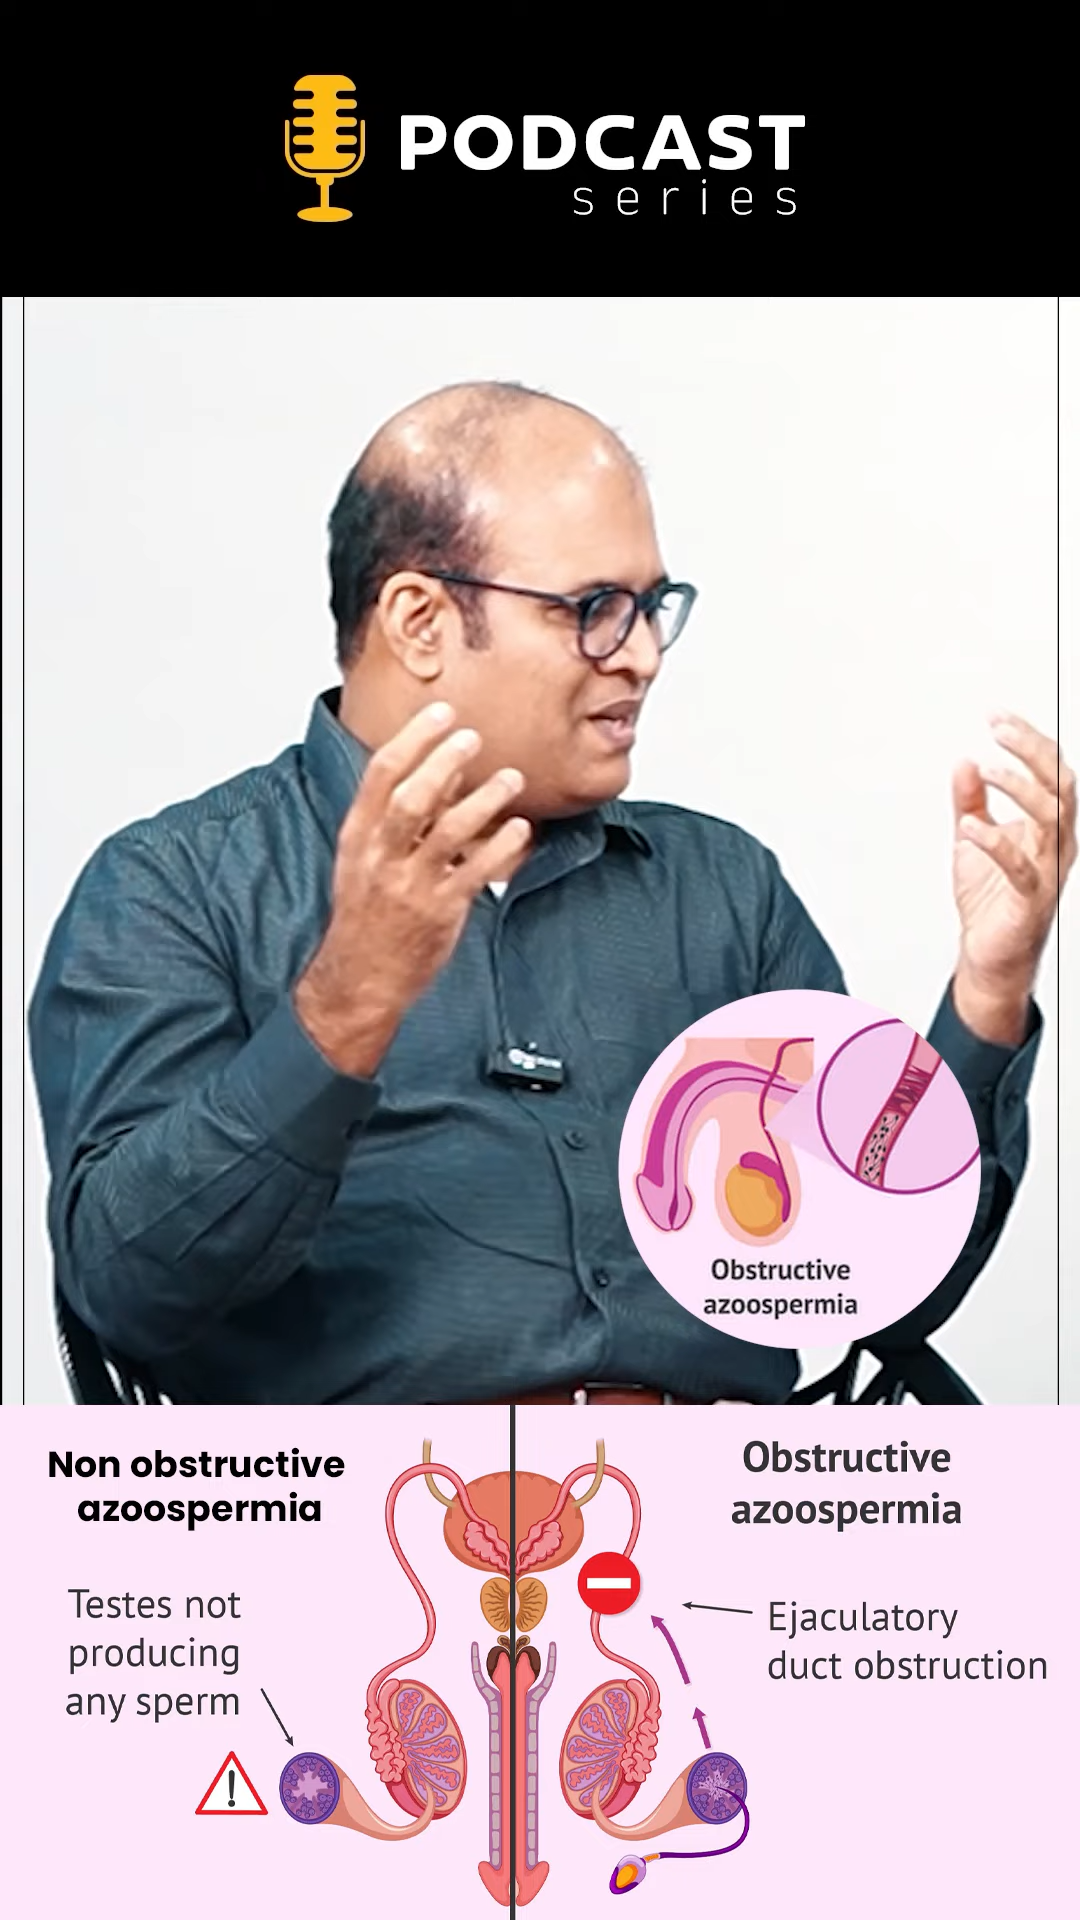 PODCAST
series
Obstructive
azoospermia
Non obstructive
azoospermia
Obstructive
azoospermia
Testes not
producing
any sperm
Ejaculatory
duct obstruction